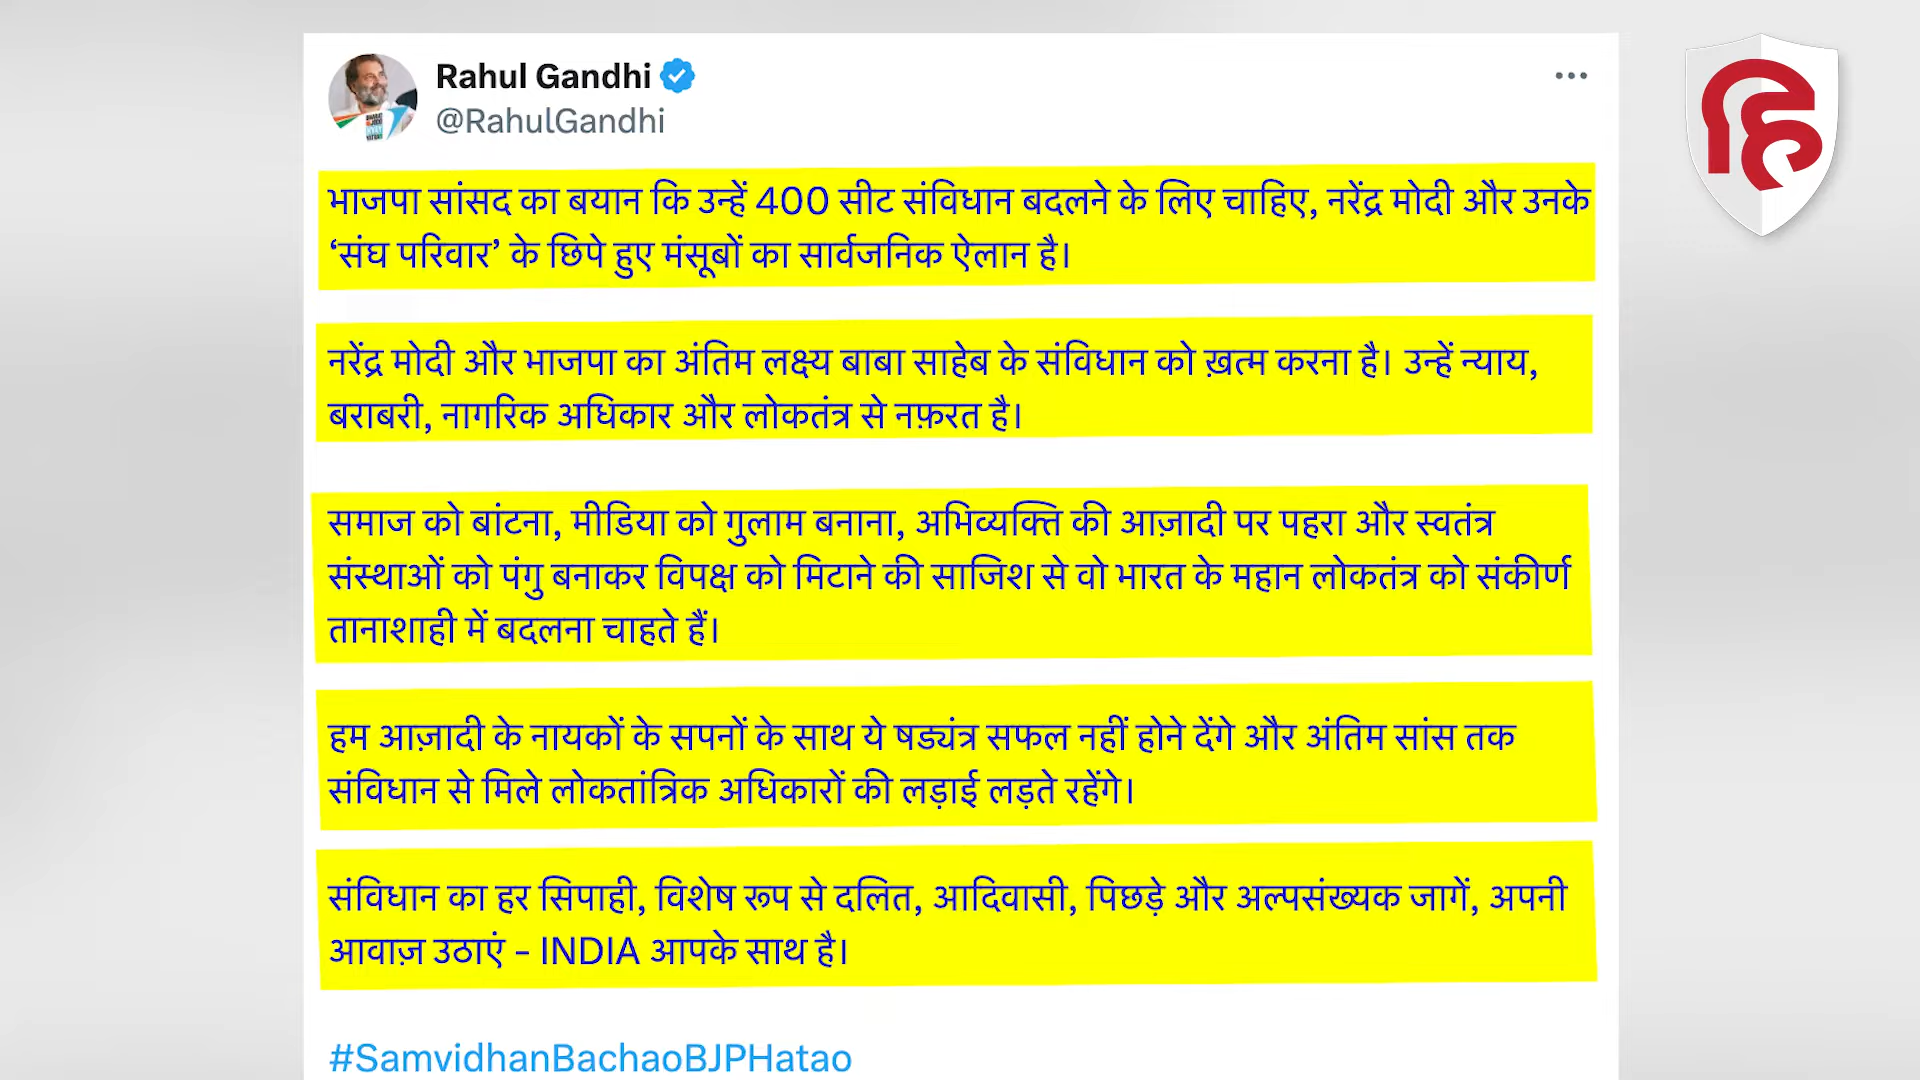 Rahul Gandhi
@RahulGandhi
हि
भाजपा सांसद का बयान कि उन्हें 400 सीट संविधान बदलने के लिए चाहिए, नरेंद्र मोदी और उनके
‘संघ परिवार’ के छिपे हुए मंसूबों का सार्वजनिक ऐलान है।
नरेंद्र मोदी और भाजपा का अंतिम लक्ष्य बाबा साहेब के संविधान को ख़त्म करना है। उन्हें न्याय,
बराबरी, नागरिक अधिकार और लोकतंत्र से नफ़रत है।
समाज को बांटना, मीडिया को गुलाम बनाना, अभिव्यक्ति की आज़ादी पर पहरा और स्वतंत्र
संस्थाओं को पंगु बनाकर विपक्ष को मिटाने की साजिश से वो भारत के महान लोकतंत्र को संकीर्ण
तानाशाही में बदलना चाहते हैं।
हम आज़ादी के नायकों के सपनों के साथ ये षड्यंत्र सफल नहीं होने देंगे और अंतिम सांस तक
संविधान से मिले लोकतांत्रिक अधिकारों की लड़ाई लड़ते रहेंगे।
संविधान का हर सिपाही, विशेष रूप से दलित, आदिवासी, पिछड़े और अल्पसंख्यक जागें, अपनी
आवाज़ उठाएं - INDIA आपके साथ है।
#SamvidhanBachaoBJPHatao